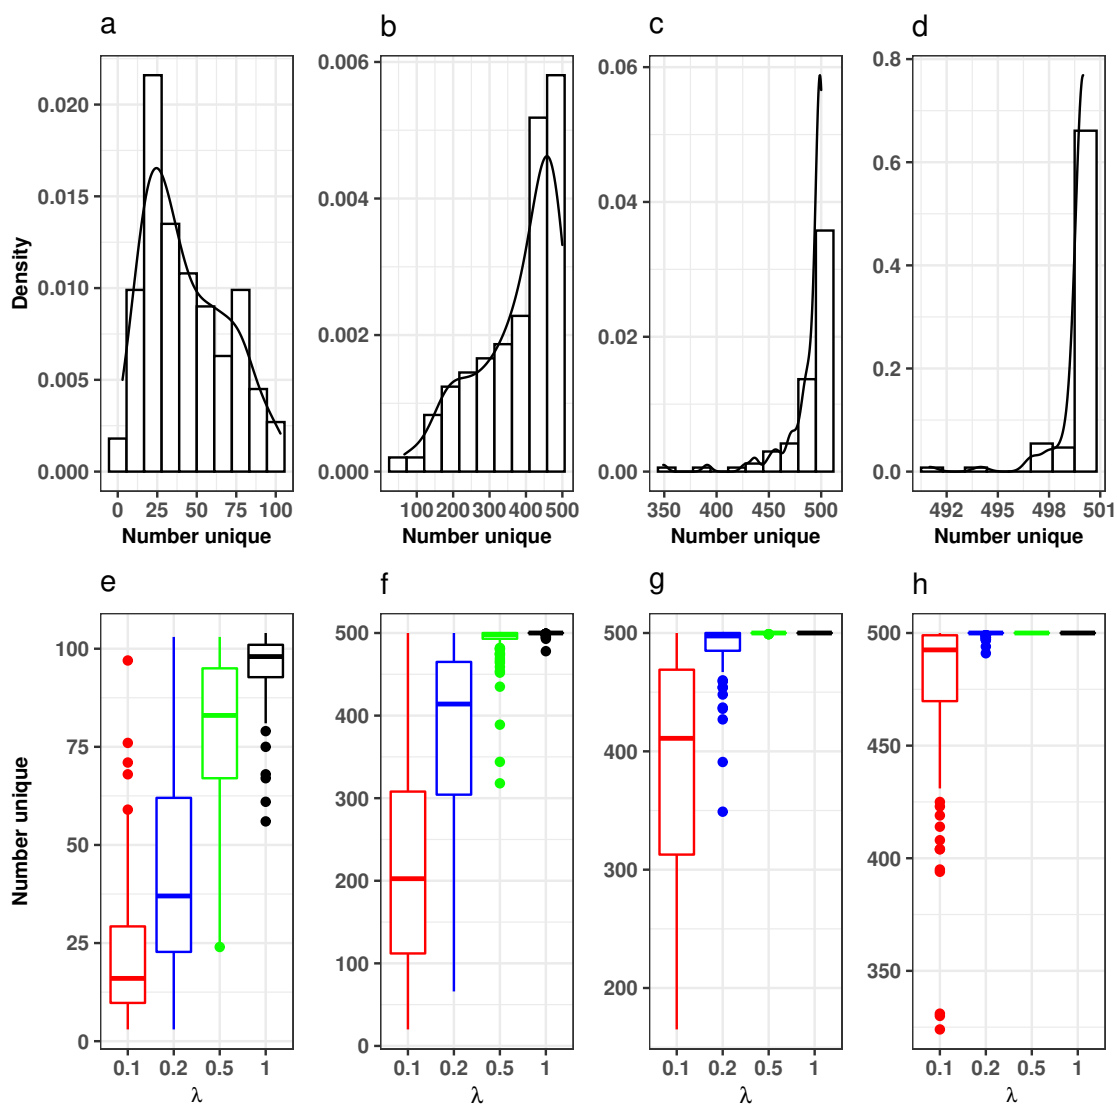 a b c d
Density
0.020
0.015
0.010
0.005
0.000
0 25 50 75 100
Number unique
0.006
0.004
0.002
0.000
100 200 300 400 500
Number unique
0.06
0.04
0.02
0.00
350 400 450 500
Number unique
0.8
0.6
0.4
0.2
0.0
492 495 498 501
Number unique
e f g h
Number unique
100
75
50
25
0
0.1 0.2 0.5 1
λ
500
400
300
200
100
0
0.1 0.2 0.5 1
λ
500
400
300
200
0.1 0.2 0.5 1
λ
500
450
400
350
0.1 0.2 0.5 1
λ